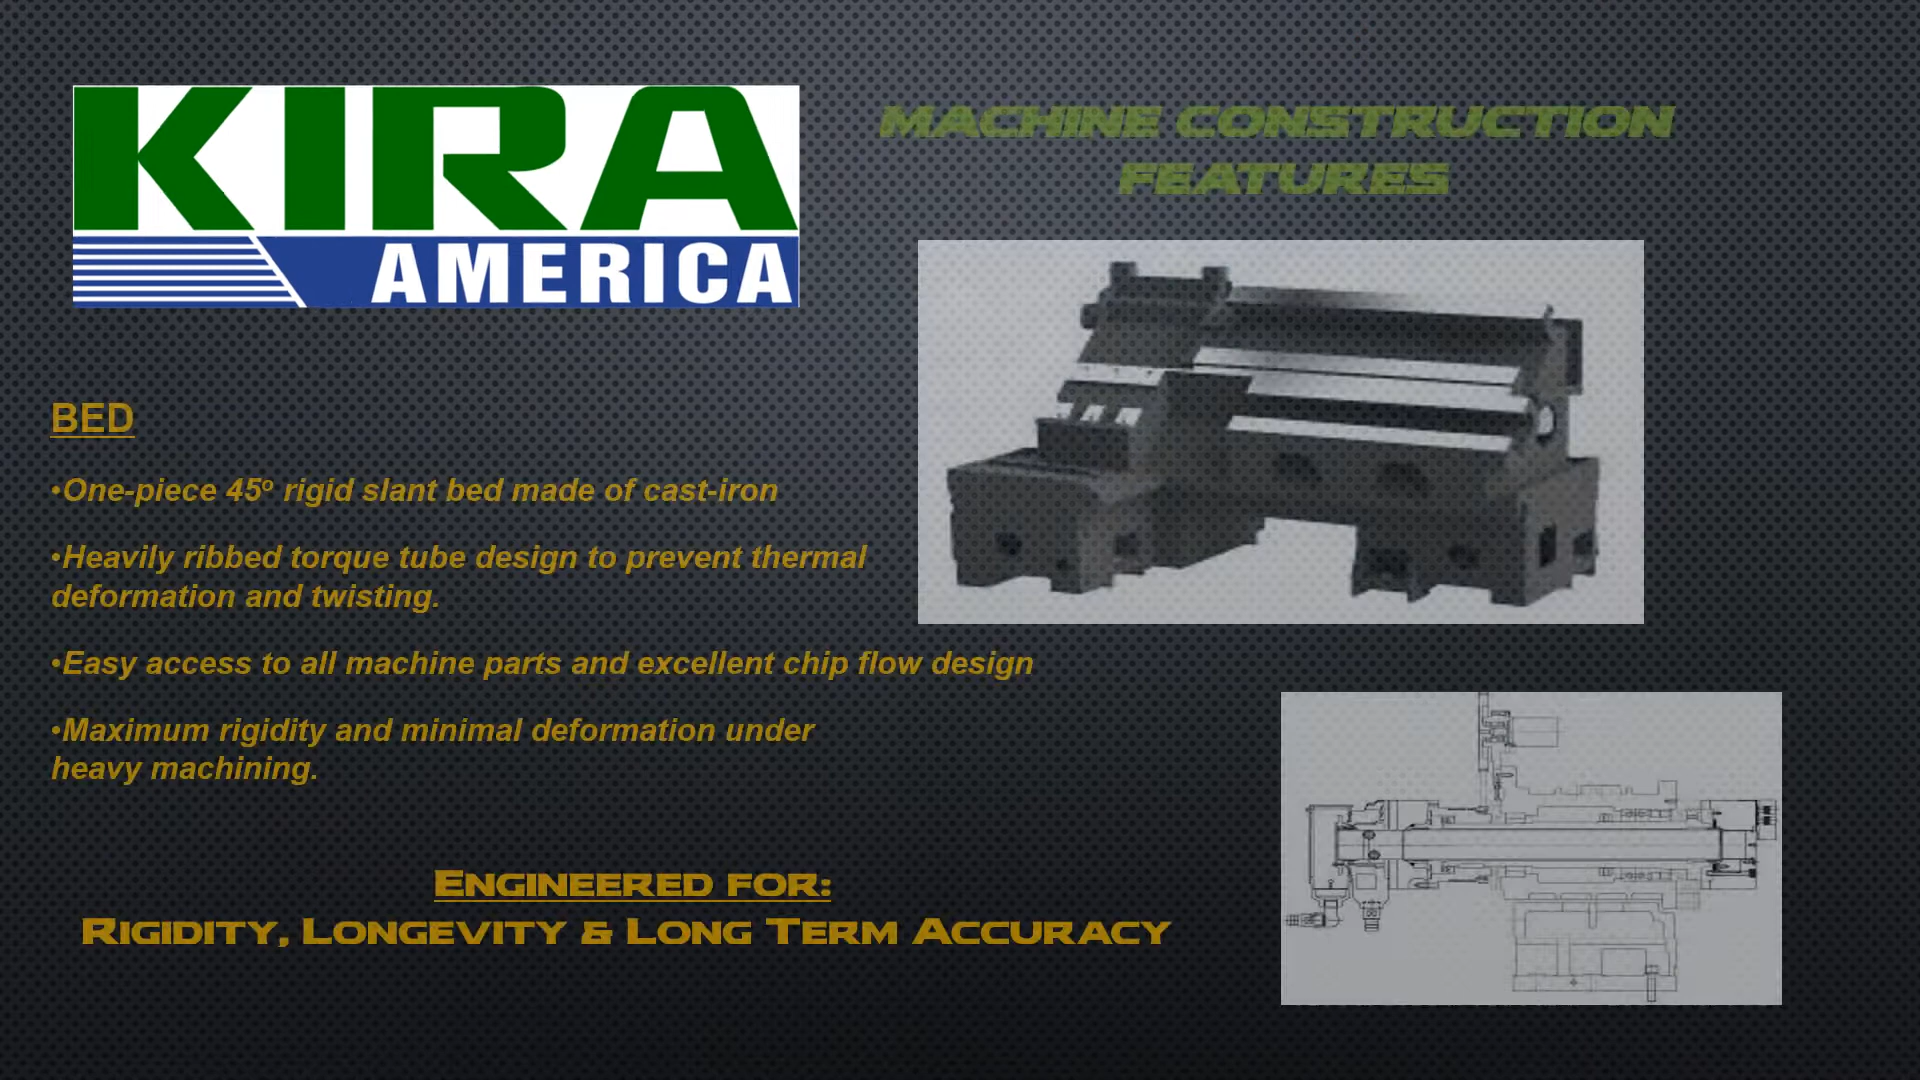 KIRA
AMERICA
MACHINE CONSTRUCTION
FEATURES
BED
•One-piece 45º rigid slant bed made of cast-iron
•Heavily ribbed torque tube design to prevent thermal
deformation and twisting.
•Easy access to all machine parts and excellent chip flow design
•Maximum rigidity and minimal deformation under
heavy machining.
Engineered for:
Rigidity, Longevity & Long Term Accuracy